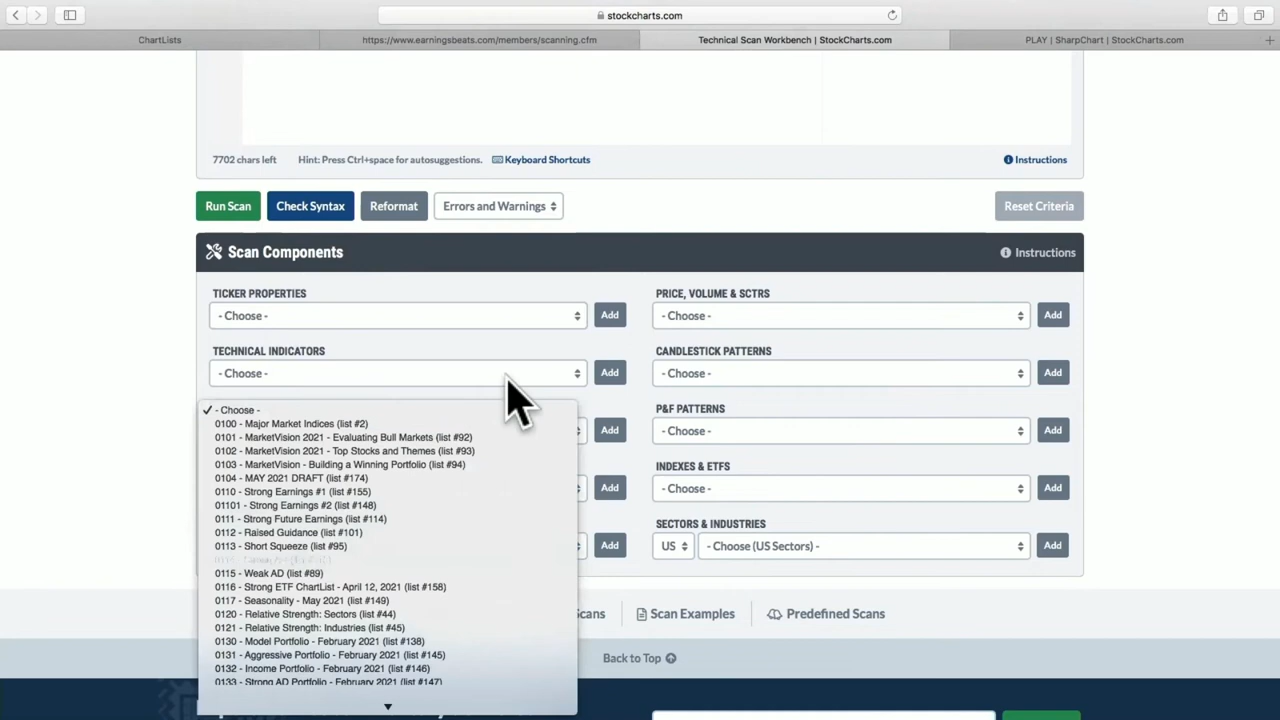 stockcharts.com
ChartLists
https://www.earningsbeats.com/members/scanning.cfm
Technical Scan Workbench | StockCharts.com
PLAY | SharpChart | StockCharts.com
7702 chars left
Hint: Press Ctrl+space for autosuggestions.
Keyboard Shortcuts
Instructions
Run Scan
Check Syntax
Reformat
Errors and Warnings
Reset Criteria
Scan Components
Instructions
TICKER PROPERTIES
- Choose -
Add
PRICE, VOLUME & SCTRS
- Choose -
Add
TECHNICAL INDICATORS
- Choose -
Add
CANDLESTICK PATTERNS
- Choose -
Add
- Choose -
0100 - Major Market Indices (list #2)
0101 - MarketVision 2021 - Evaluating Bull Markets (list #92)
0102 - MarketVision 2021 - Top Stocks and Themes (list #93)
0103 - MarketVision - Building a Winning Portfolio (list #94)
0104 - MAY 2021 DRAFT (list #174)
0110 - Strong Earnings #1 (list #155)
01101 - Strong Earnings #2 (list #148)
0111 - Strong Future Earnings (list #114)
0112 - Raised Guidance (list #101)
0113 - Short Squeeze (list #95)
0115 - Weak AD (list #89)
0116 - Strong ETF ChartList - April 12, 2021 (list #158)
0117 - Seasonality - May 2021 (list #149)
0120 - Relative Strength: Sectors (list #44)
0121 - Relative Strength: Industries (list #45)
0130 - Model Portfolio - February 2021 (list #138)
0131 - Aggressive Portfolio - February 2021 (list #145)
0132 - Income Portfolio - February 2021 (list #146)
0133 - Strong AD Portfolio - February 2021 (list #147)
Add
P&F PATTERNS
- Choose -
Add
Add
INDEXES & ETFS
- Choose -
Add
Add
SECTORS & INDUSTRIES
US
- Choose (US Sectors) -
Add
Scans
Scan Examples
Predefined Scans
Back to Top